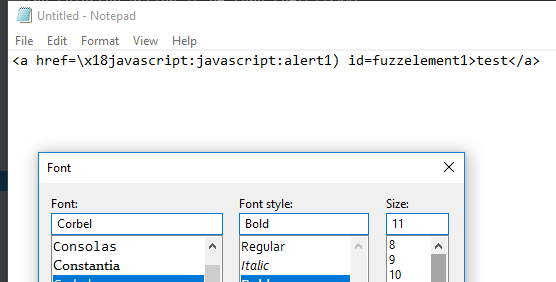 Untitled - Notepad
File Edit Format View Help
<a href=\x18javascript:javascript:alert1) id=fuzzelement1>test</a>
Font
Font: Font style: Size:
Corbel Bold 11
Consolas Regular 8
Constantia Italic 9
10